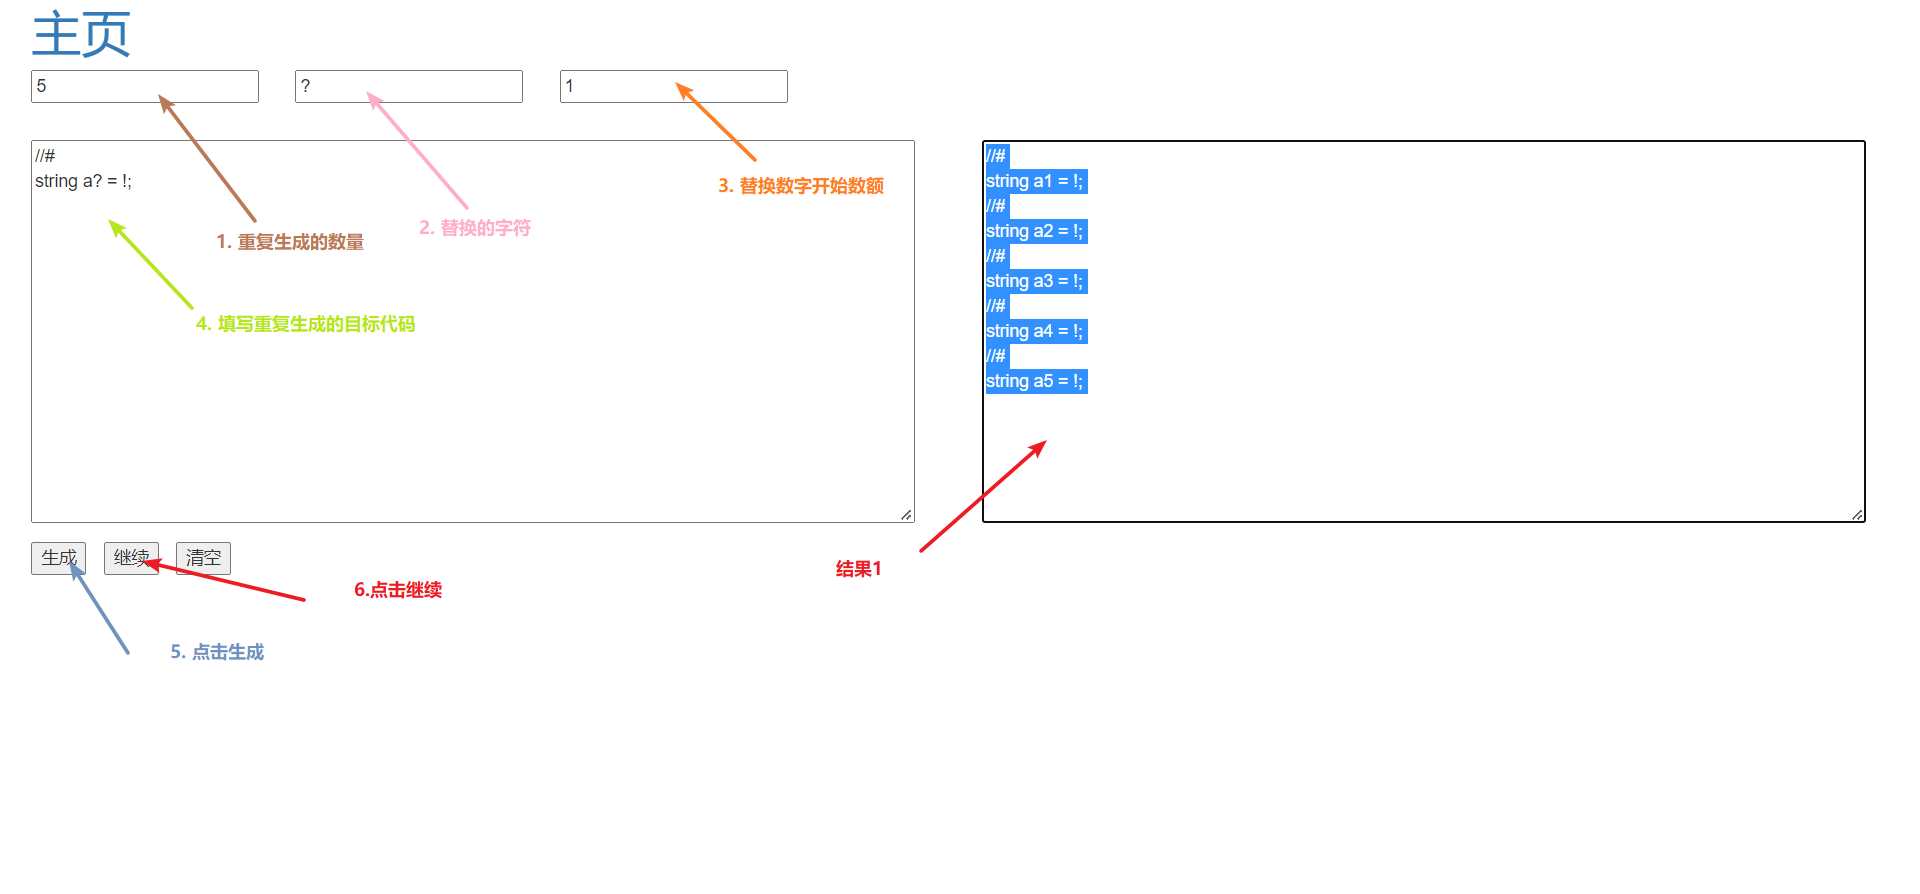 主页
5
?
1
//#
string a? = !;
1. 重复生成的数量
2. 替换的字符
3. 替换数字开始数额
4. 填写重复生成的目标代码
//#
string a1 = !;
//#
string a2 = !;
//#
string a3 = !;
//#
string a4 = !;
//#
string a5 = !;
生成
继续
清空
结果1
6.点击继续
5. 点击生成